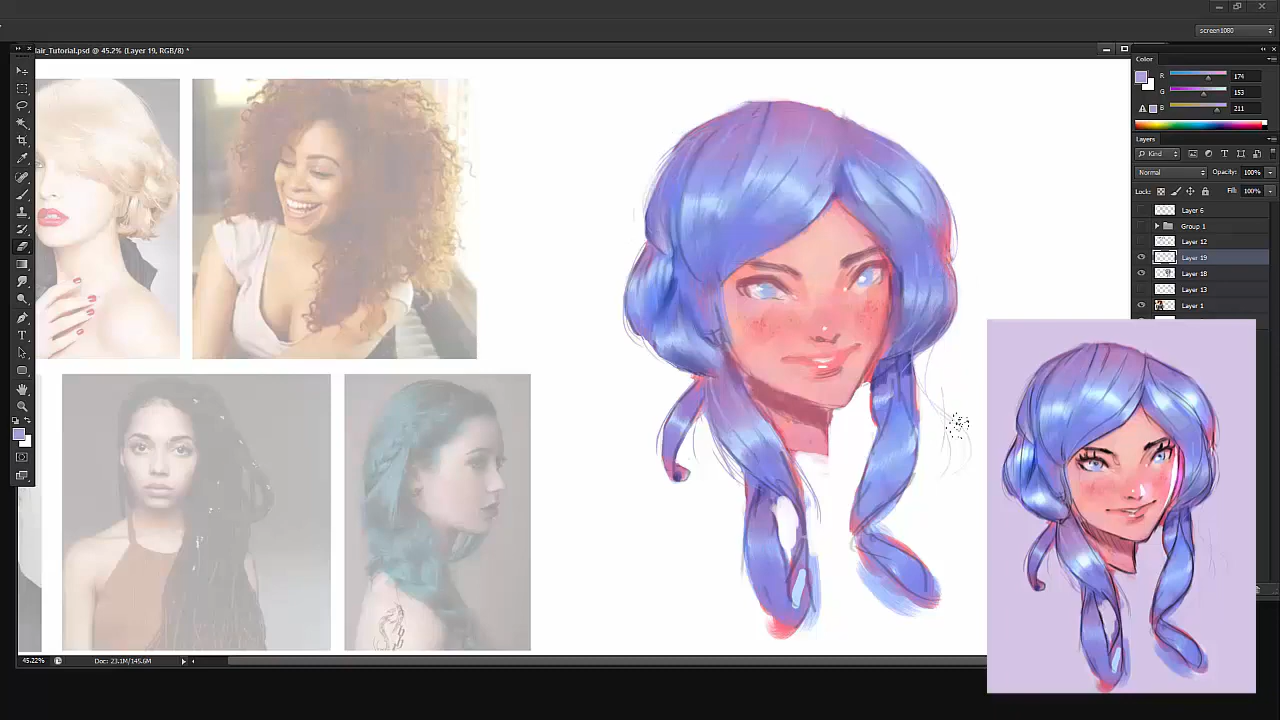 screen1080
air_Tutorial.psd @ 45.2% (Layer 19, RGB/8) *
Color
R 174
G 153
B 211
Layers
Kind
Normal Opacity: 100%
Lock: Fill: 100%
Layer 6
Group 1
Layer 12
Layer 19
Layer 18
Layer 13
Layer 1
45.22% Doc: 23.1M/145.6M